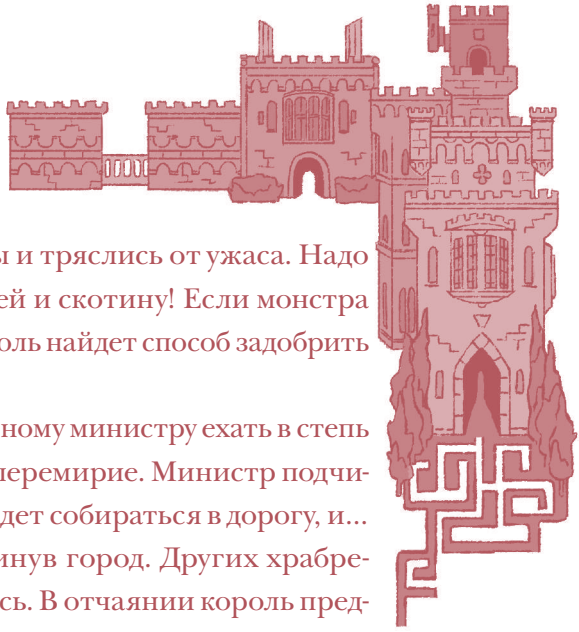 ы и тряслись от ужаса. Надо
ей и скотину! Если монстра
оль найдет способ задобрить
ному министру ехать в степь
перемирие. Министр подчи-
дет собираться в дорогу, и...
инув город. Других храбре-
сь. В отчаянии король пред-